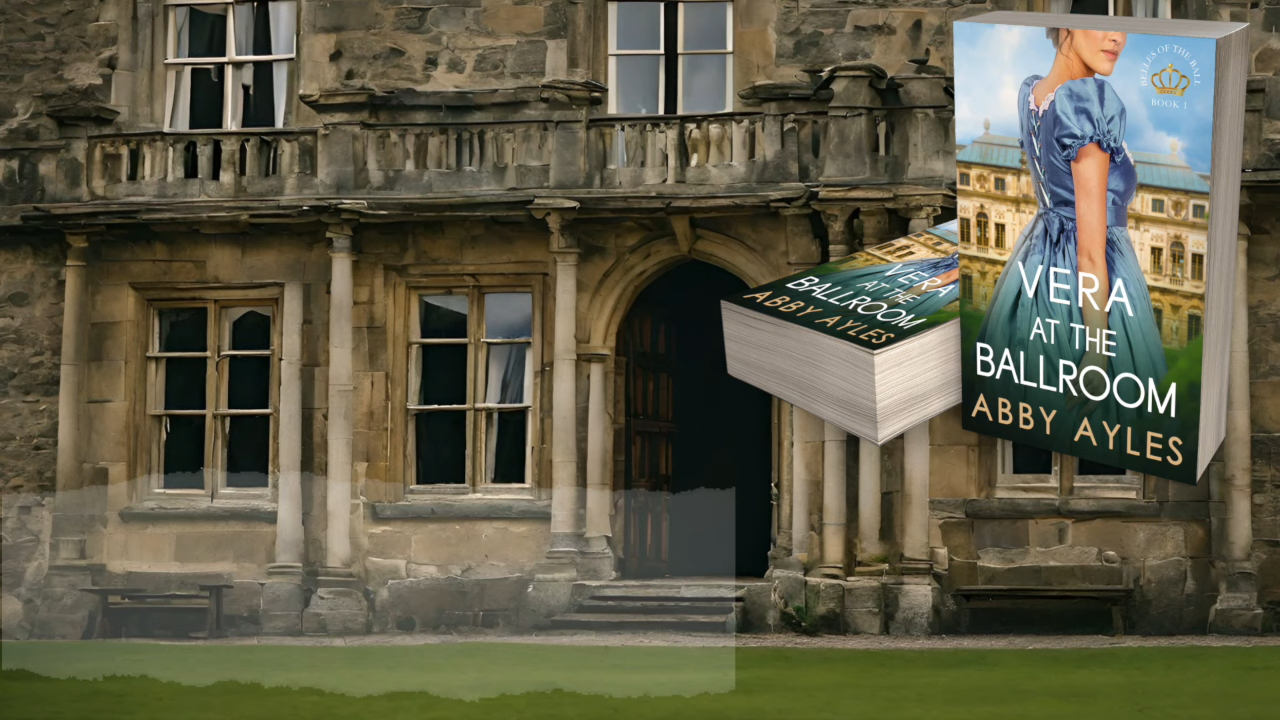 BELLES OF THE BALL
BOOK 1
VERA
AT THE
BALLROOM
ABBY AYLES
VERA
AT THE
BALLROOM
ABBY AYLES